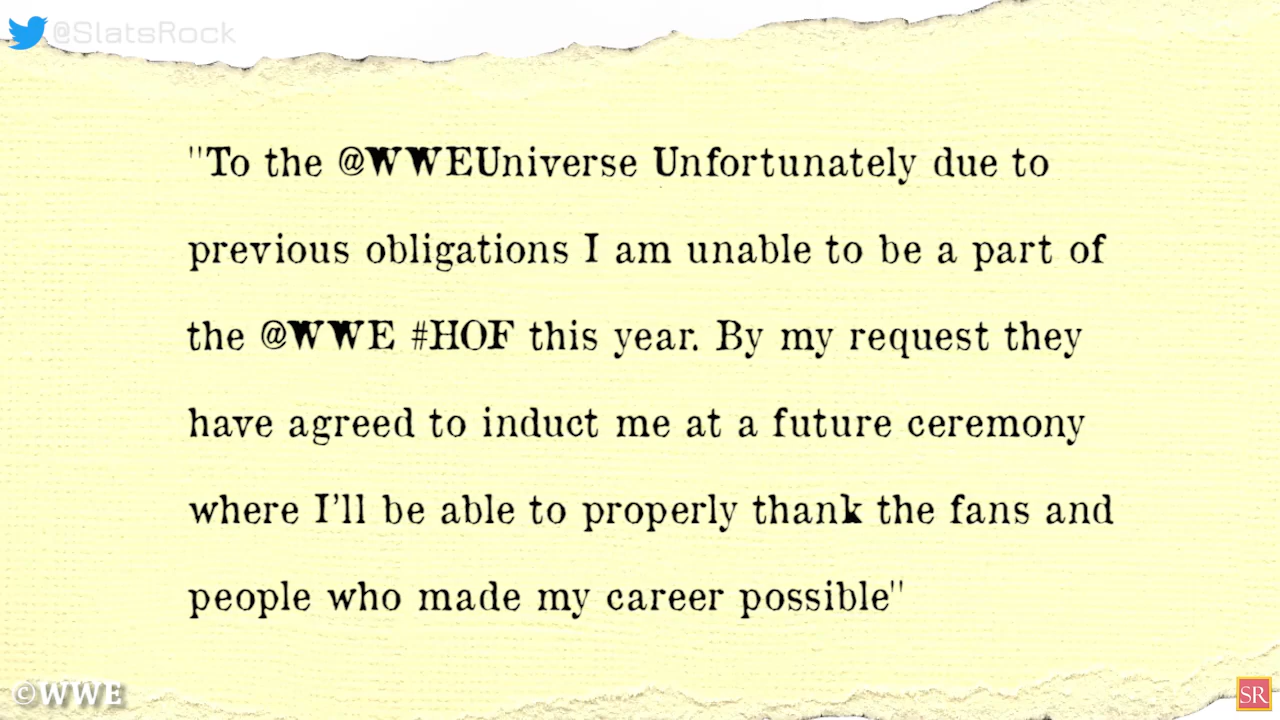 @SlatsRock
"To the @WWEUniverse Unfortunately due to
previous obligations I am unable to be a part of
the @WWE #HOF this year. By my request they
have agreed to induct me at a future ceremony
where I'll be able to properly thank the fans and
people who made my career possible"
©WWE
SR